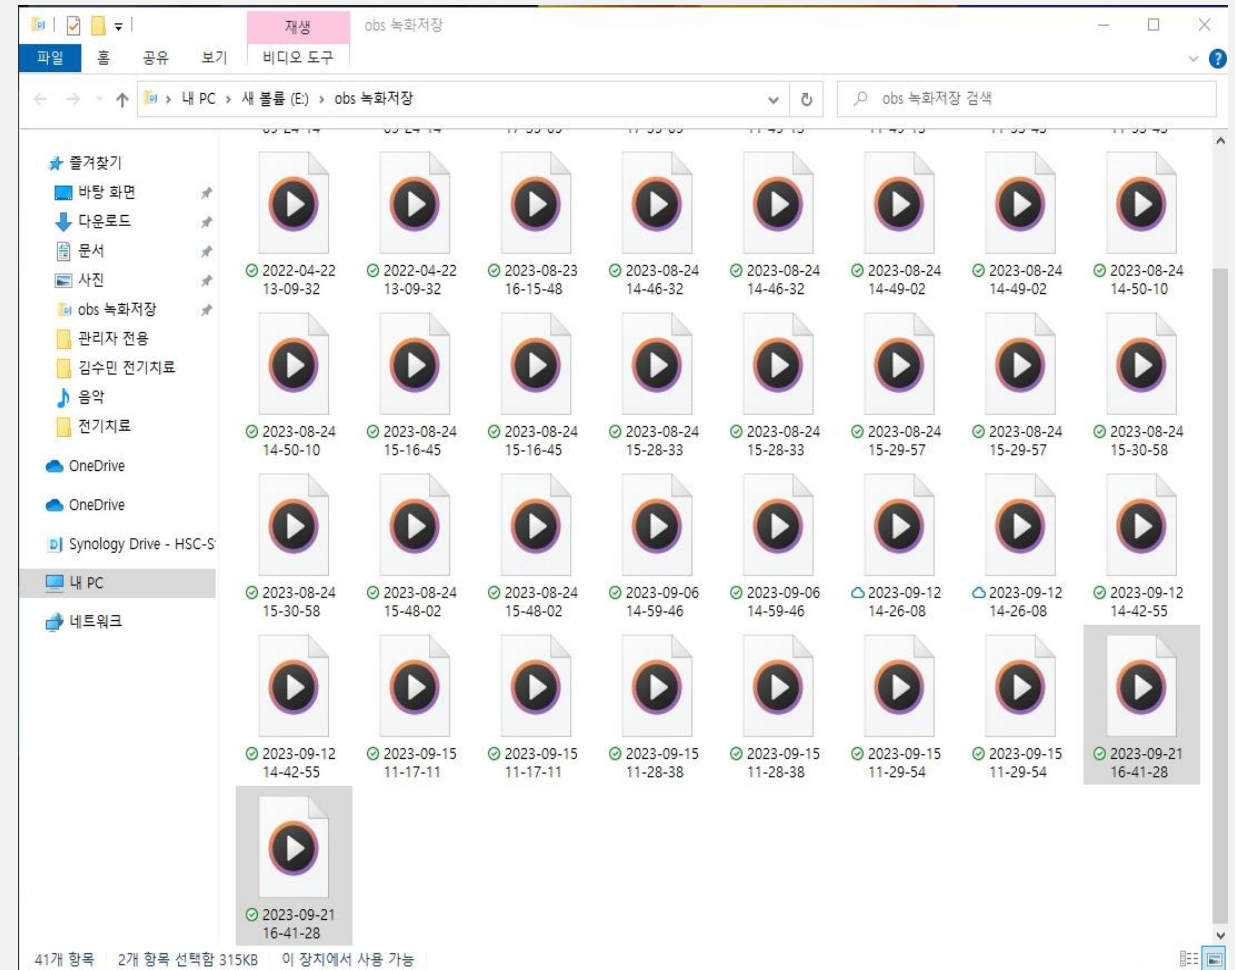 재생
obs 녹화저장
파일
홈
공유
보기
비디오 도구
내 PC > 새 볼륨 (E:) > obs 녹화저장
obs 녹화저장 검색
즐겨찾기
바탕 화면
다운로드
문서
사진
obs 녹화저장
관리자 전용
김수민 전기치료
음악
전기치료
OneDrive
OneDrive
Synology Drive - HSC-S
내 PC
네트워크
2022-04-22
13-09-32
2022-04-22
13-09-32
2023-08-23
16-15-48
2023-08-24
14-46-32
2023-08-24
14-46-32
2023-08-24
14-49-02
2023-08-24
14-49-02
2023-08-24
14-50-10
2023-08-24
14-50-10
2023-08-24
15-16-45
2023-08-24
15-16-45
2023-08-24
15-28-33
2023-08-24
15-28-33
2023-08-24
15-29-57
2023-08-24
15-29-57
2023-08-24
15-30-58
2023-08-24
15-30-58
2023-08-24
15-48-02
2023-08-24
15-48-02
2023-09-06
14-59-46
2023-09-06
14-59-46
2023-09-12
14-26-08
2023-09-12
14-26-08
2023-09-12
14-42-55
2023-09-12
14-42-55
2023-09-15
11-17-11
2023-09-15
11-17-11
2023-09-15
11-28-38
2023-09-15
11-28-38
2023-09-15
11-29-54
2023-09-15
11-29-54
2023-09-21
16-41-28
2023-09-21
16-41-28
41개 항목
2개 항목 선택함 315KB
이 장치에서 사용 가능